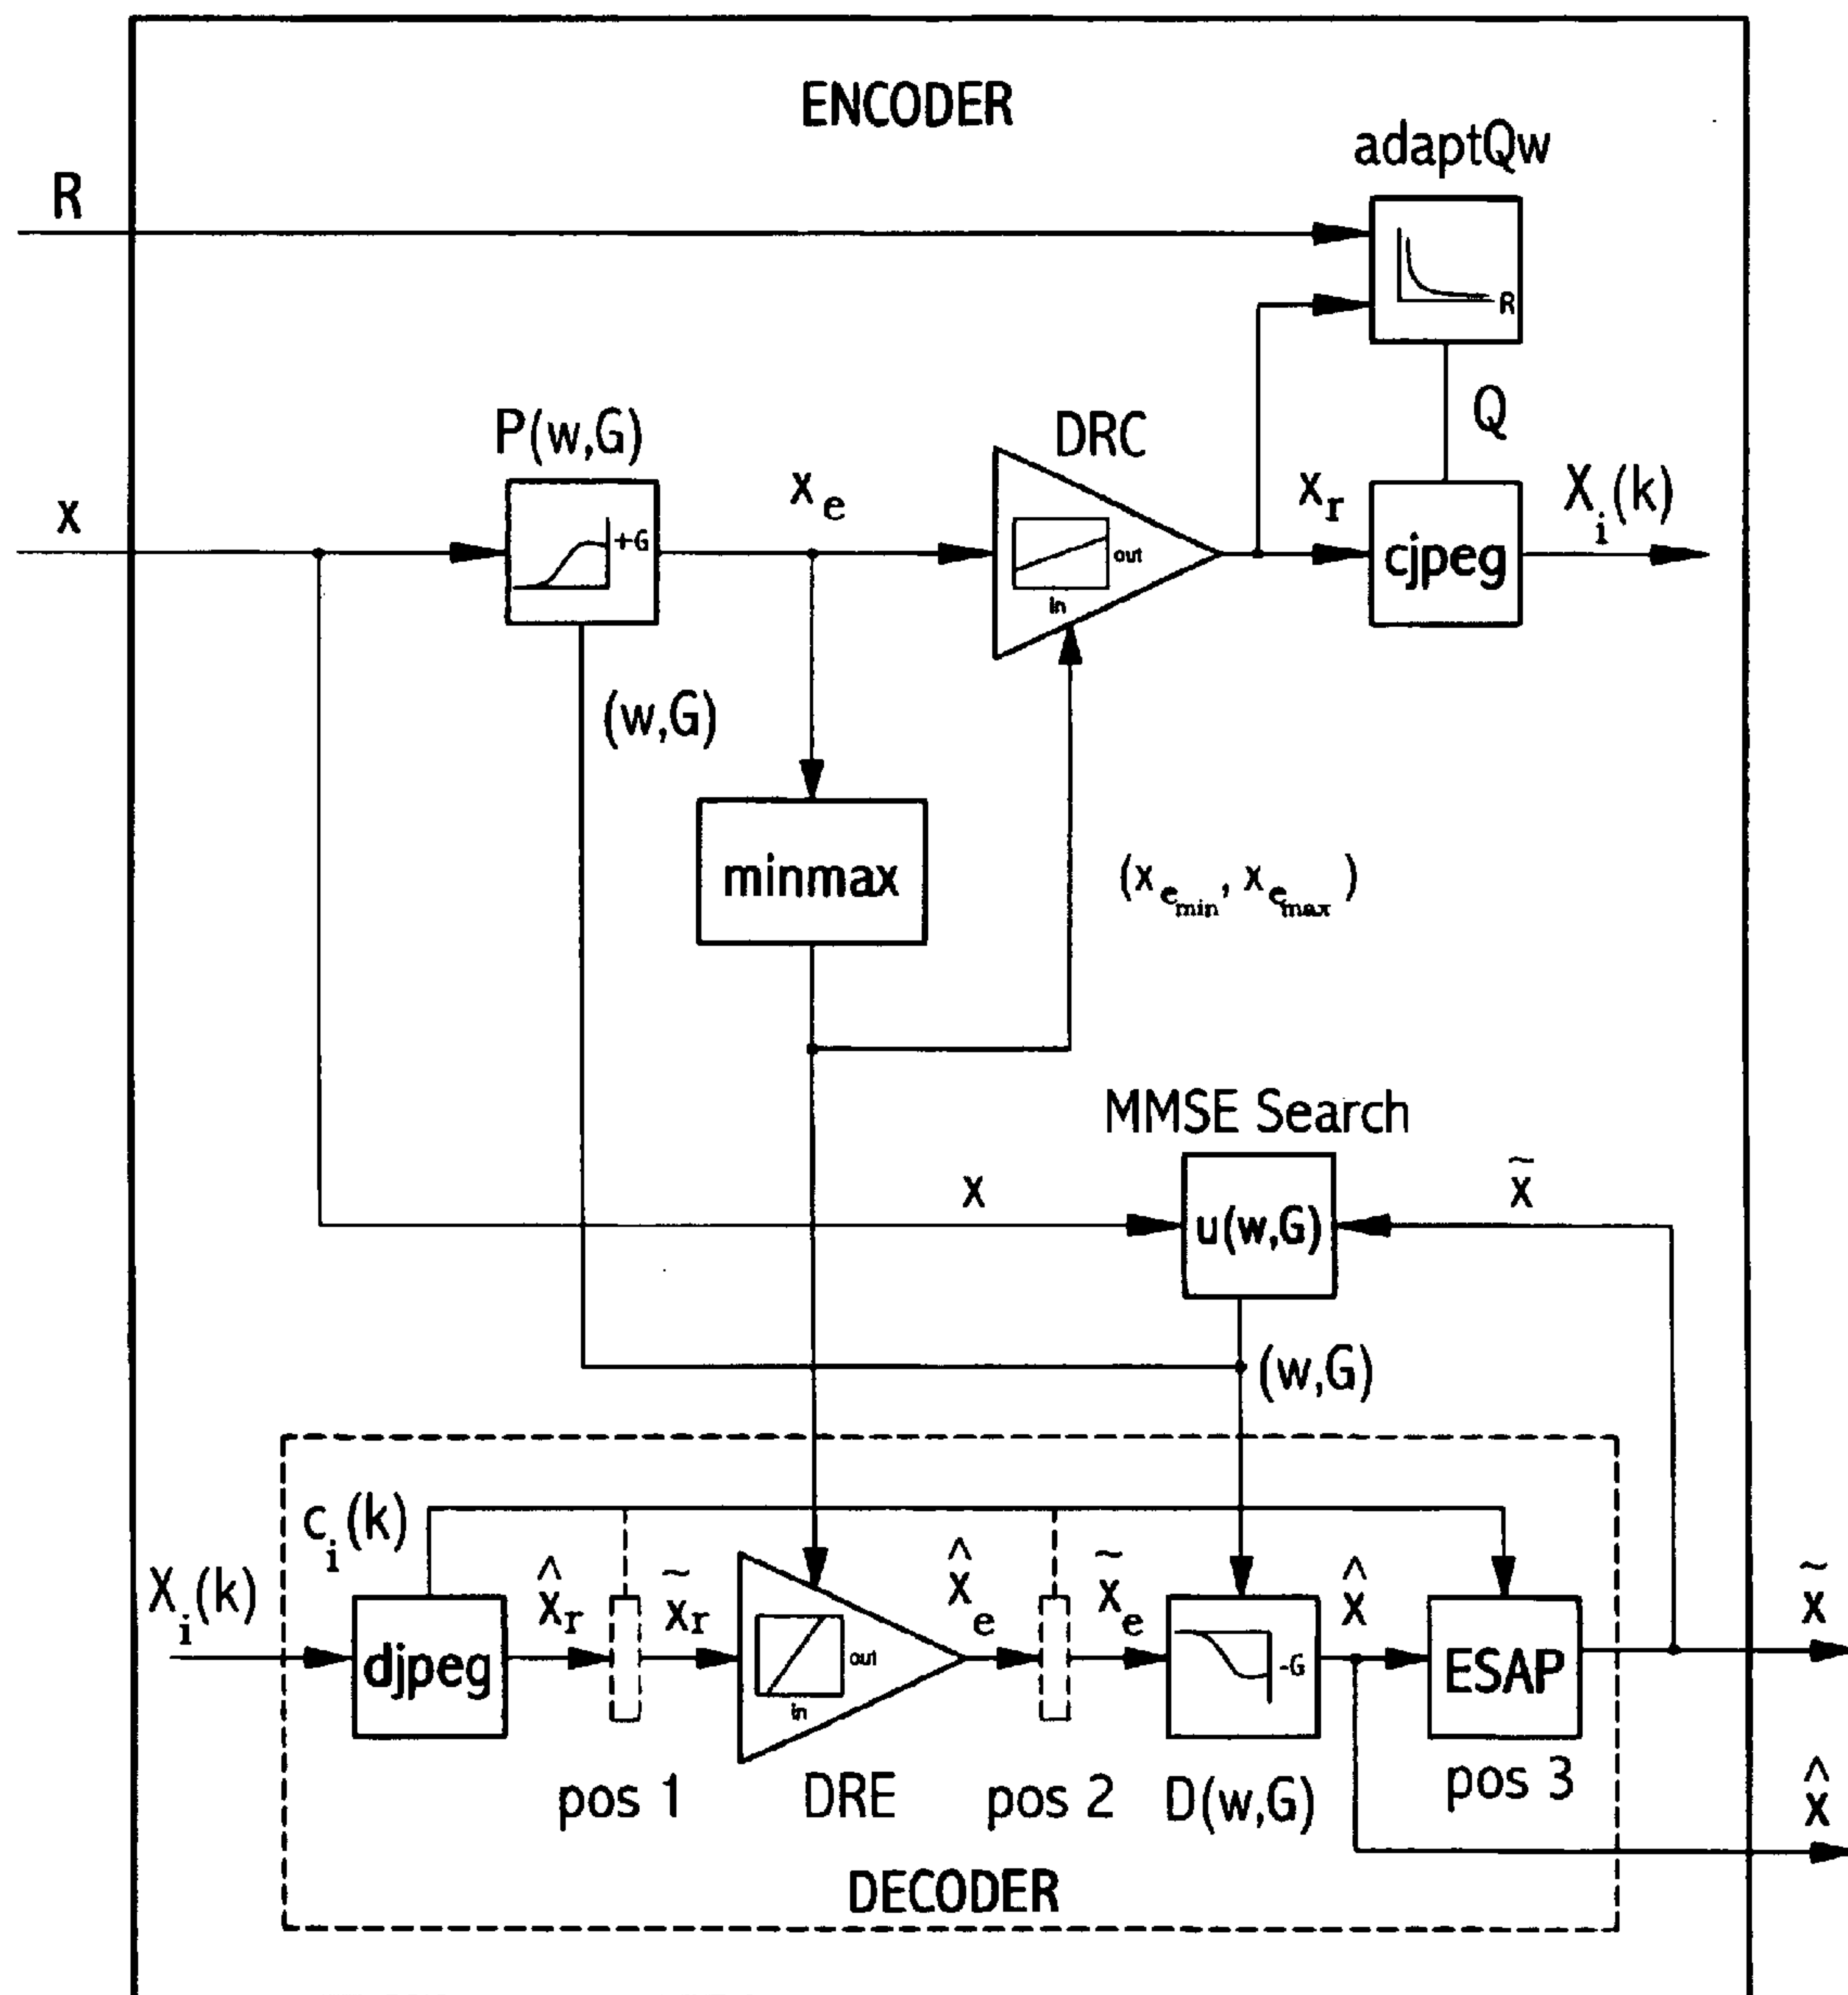 ENCODER
adaptQw
R
R
Q
P(w,G)
DRC
x
x_e
x_r
X_i(k)
+G
out
in
cjpeg
(w,G)
minmax
(x_e_min, x_e_max)
MMSE Search
x
x̃
u(w,G)
(w,G)
c_i(k)
X_i(k)
x̂_r
x̃_r
x̂_e
x̃_e
x̂
x̃
djpeg
out
in
-G
ESAP
pos 1
DRE
pos 2
D(w,G)
pos 3
x̂
DECODER